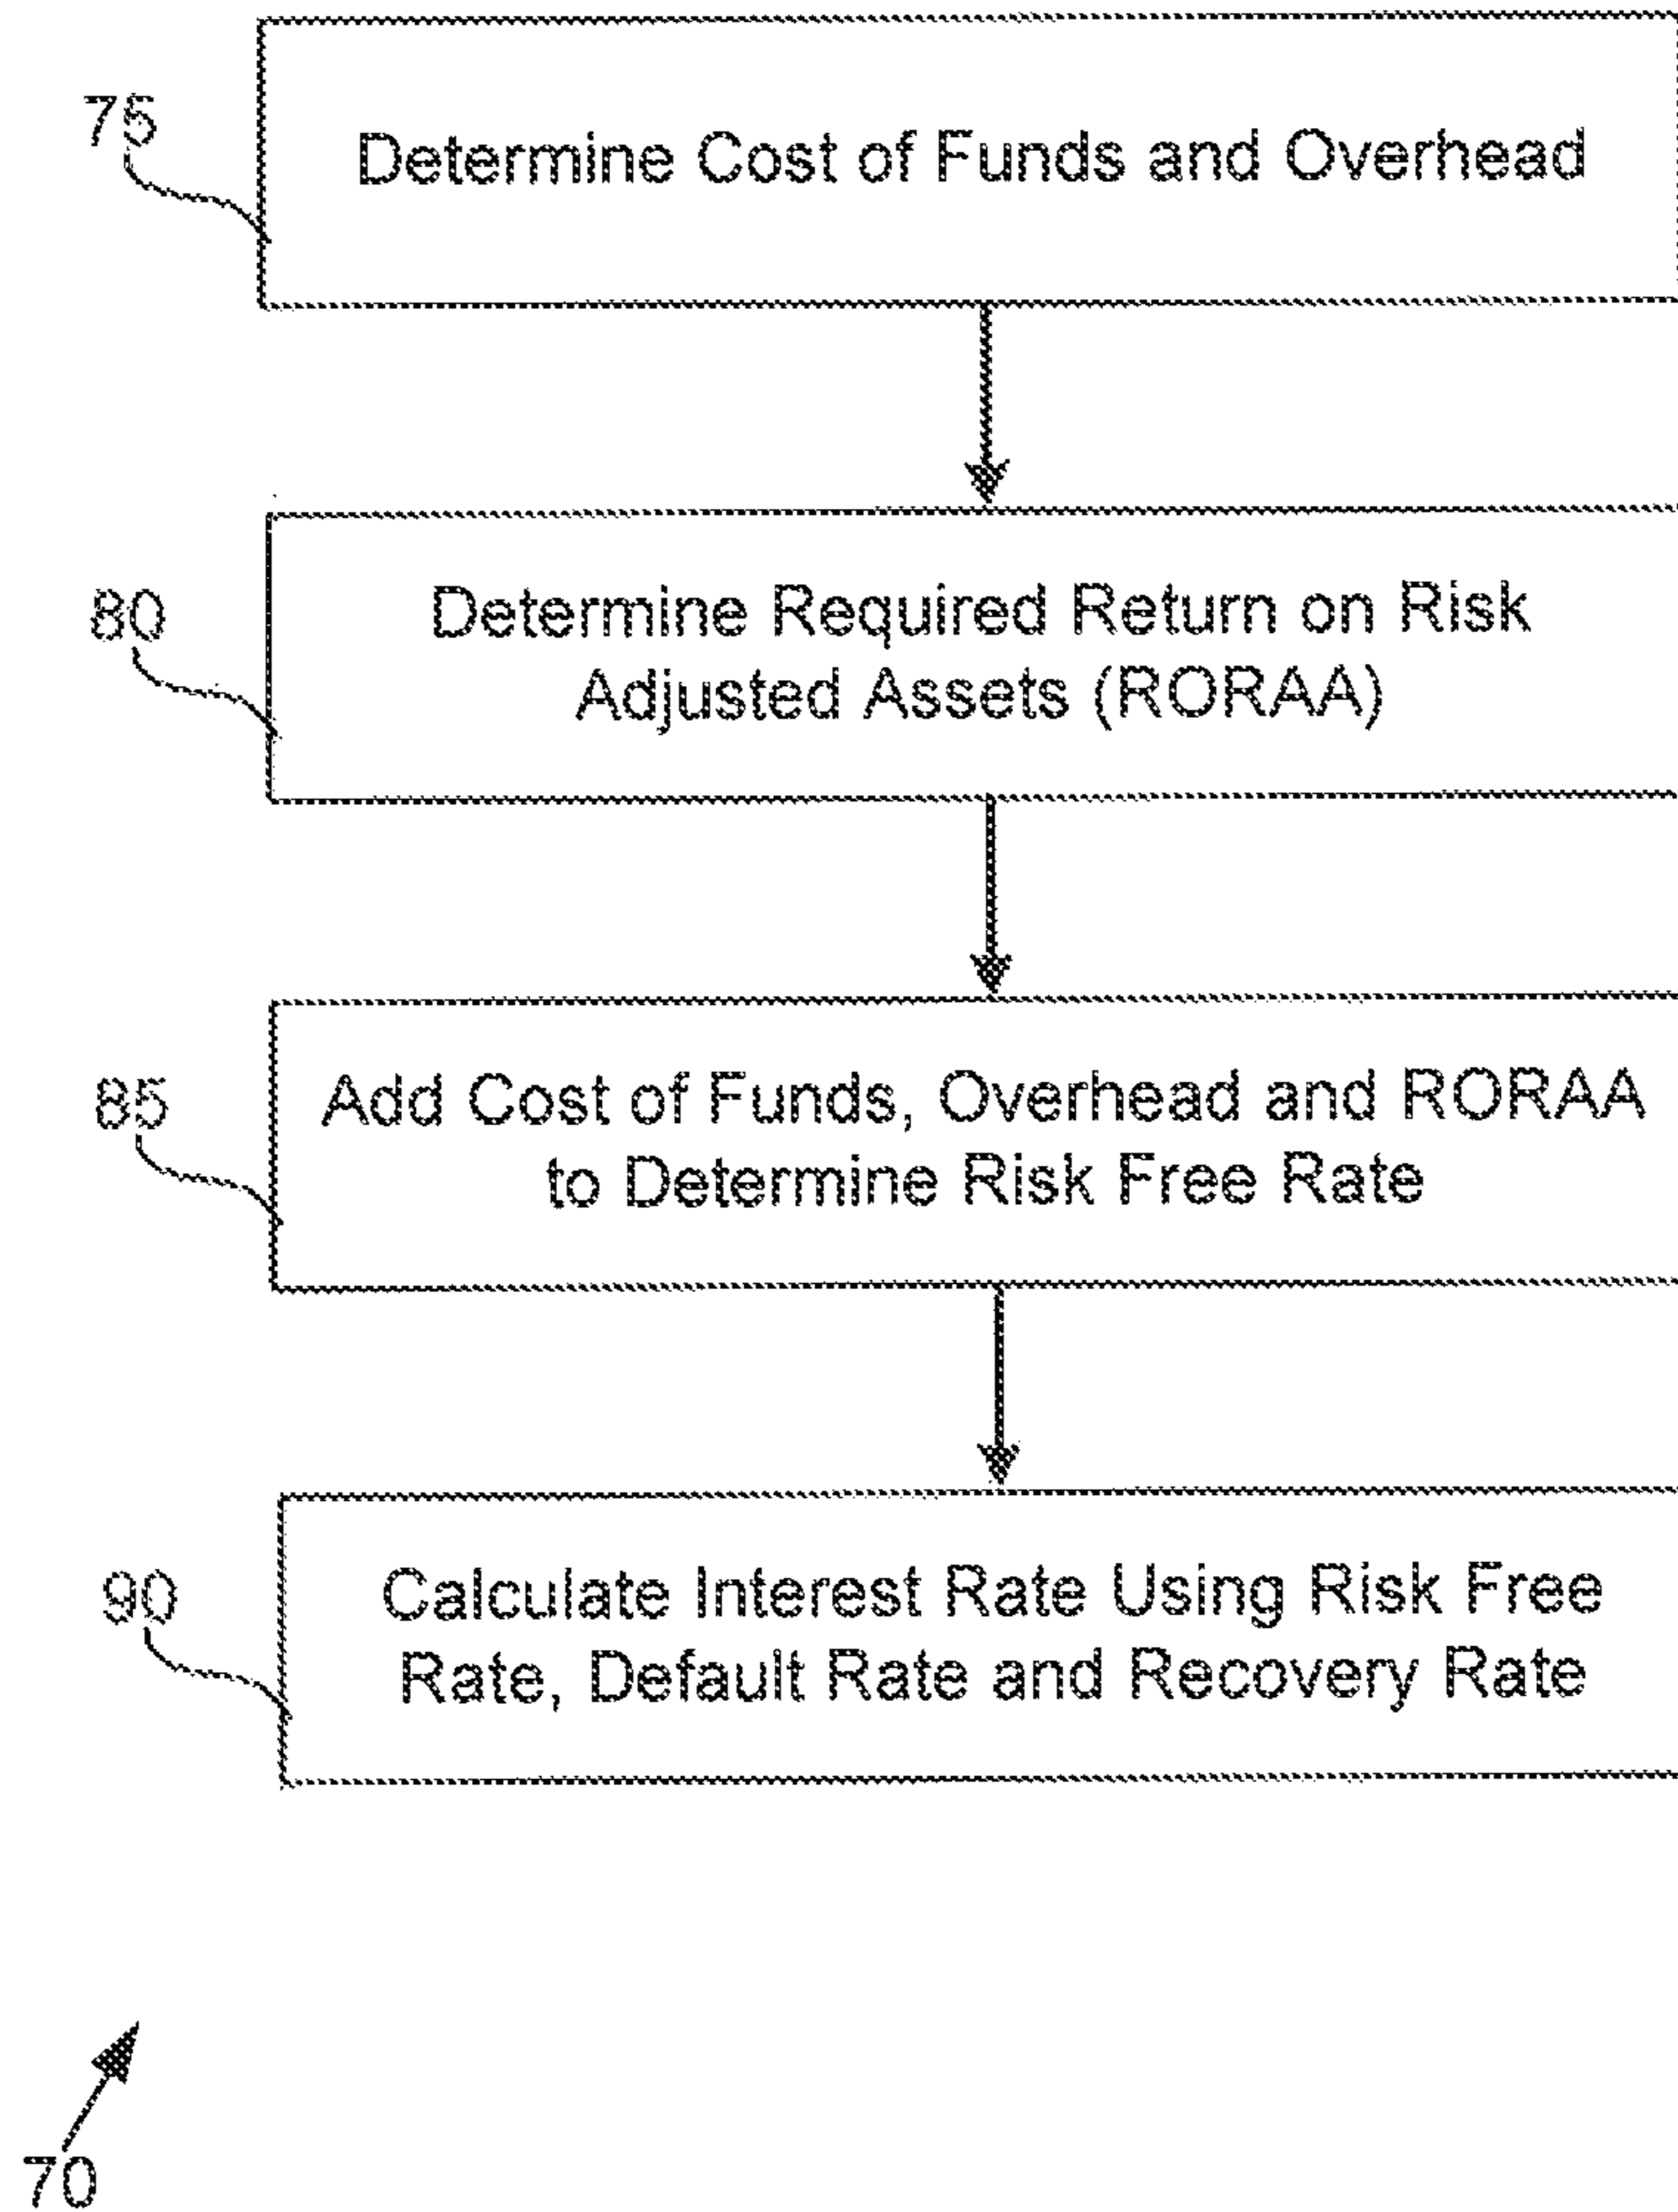 75
Determine Cost of Funds and Overhead
80
Determine Required Return on Risk
Adjusted Assets (RORAA)
85
Add Cost of Funds, Overhead and RORAA
to Determine Risk Free Rate
90
Calculate Interest Rate Using Risk Free
Rate, Default Rate and Recovery Rate
70